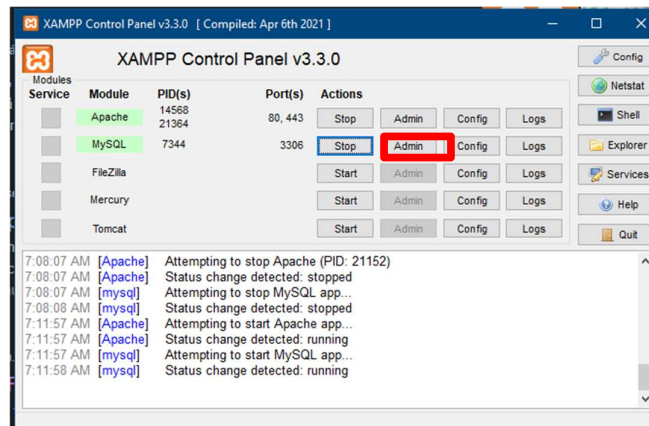 XAMPP Control Panel v3.3.0 [ Compiled: Apr 6th 2021 ]
XAMPP Control Panel v3.3.0
Config
Modules
Service Module PID(s) Port(s) Actions
Netstat
Apache 14568 21364 80, 443 Stop Admin Config Logs
Shell
MySQL 7344 3306 Stop Admin Config Logs
Explorer
FileZilla Start Admin Config Logs
Services
Mercury Start Admin Config Logs
Help
Tomcat Start Admin Config Logs
Quit
7:08:07 AM [Apache] Attempting to stop Apache (PID: 21152)
7:08:07 AM [Apache] Status change detected: stopped
7:08:07 AM [mysql] Attempting to stop MySQL app...
7:08:08 AM [mysql] Status change detected: stopped
7:11:57 AM [Apache] Attempting to start Apache app...
7:11:57 AM [Apache] Status change detected: running
7:11:57 AM [mysql] Attempting to start MySQL app...
7:11:58 AM [mysql] Status change detected: running